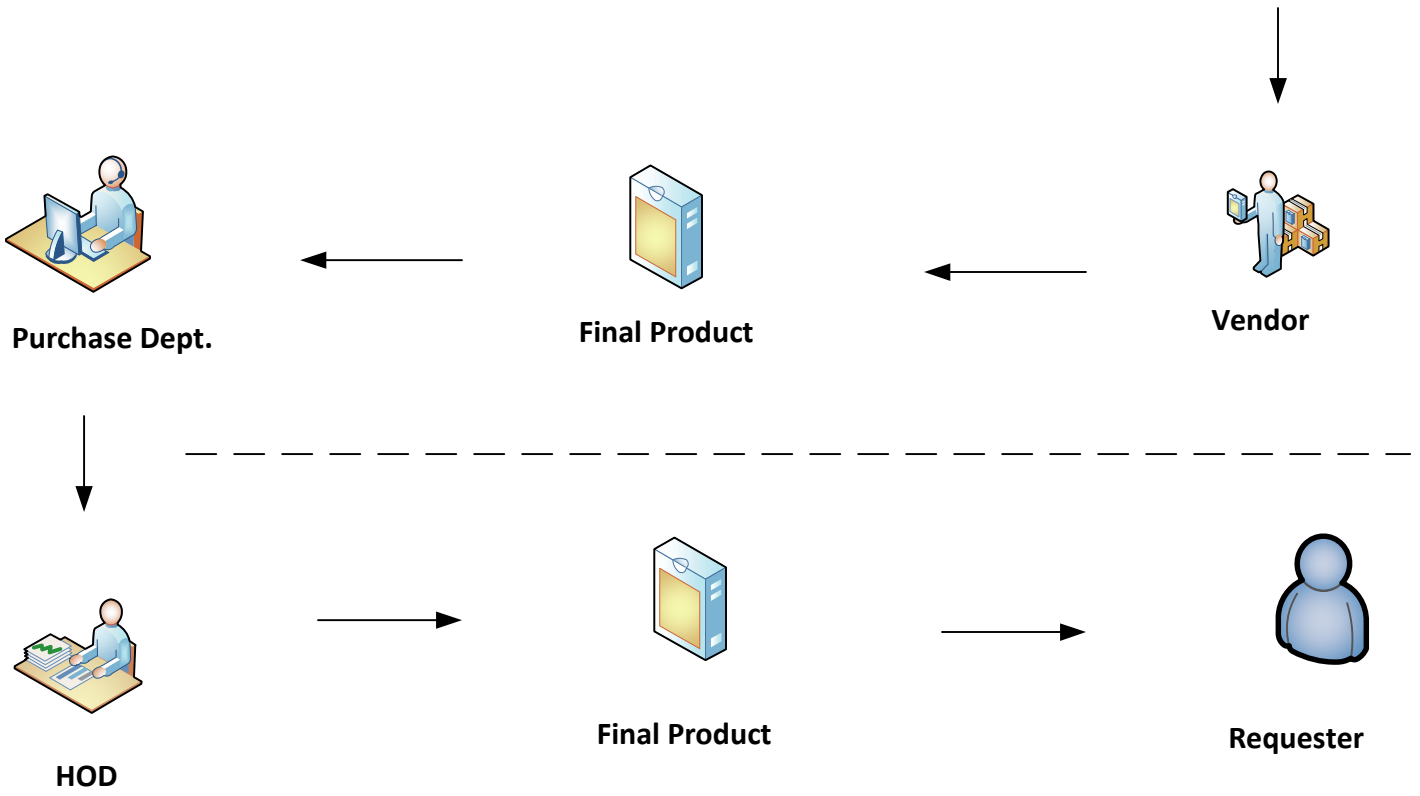 Purchase Dept.
Final Product
Vendor
HOD
Final Product
Requester